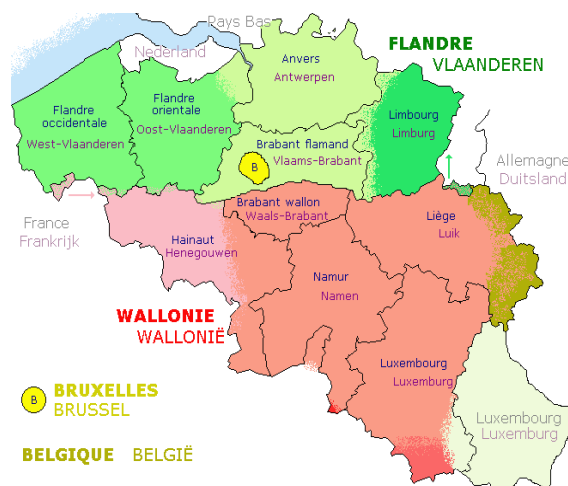 Pays Bas
Nederland
FLANDRE
VLAANDEREN
Anvers
Antwerpen
Flandre
occidentale
West-Vlaanderen
Flandre
orientale
Oost-Vlaanderen
Limbourg
Limburg
Brabant flamand
Vlaams-Brabant
B
Allemagne
Duitsland
Brabant wallon
Waals-Brabant
Liège
Luik
France
Frankrijk
Hainaut
Henegouwen
Namur
Namen
WALLONIE
WALLONIË
Luxembourg
Luxemburg
B
BRUXELLES
BRUSSEL
Luxembourg
Luxemburg
BELGIQUE BELGIË